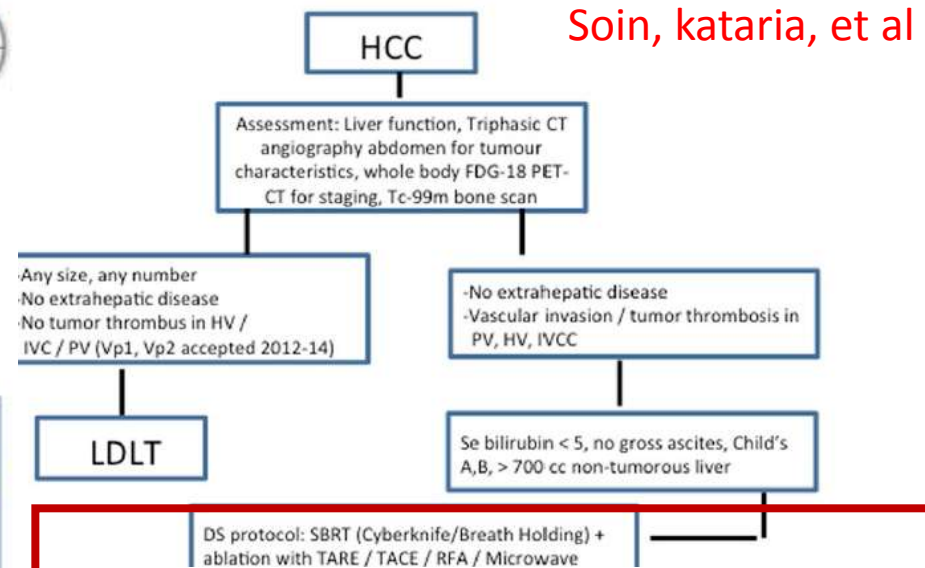 Soin, kataria, et al
HCC
Assessment: Liver function, Triphasic CT
angiography abdomen for tumour
characteristics, whole body FDG-18 PET-
CT for staging, Tc-99m bone scan
-Any size, any number
-No extrahepatic disease
-No tumor thrombus in HV /
IVC / PV (Vp1, Vp2 accepted 2012-14)
-No extrahepatic disease
-Vascular invasion / tumor thrombosis in
PV, HV, IVCC
LDLT
Se bilirubin < 5, no gross ascites, Child's
A,B, > 700 cc non-tumorous liver
DS protocol: SBRT (Cyberknife/Breath Holding) +
ablation with TARE / TACE / RFA / Microwave